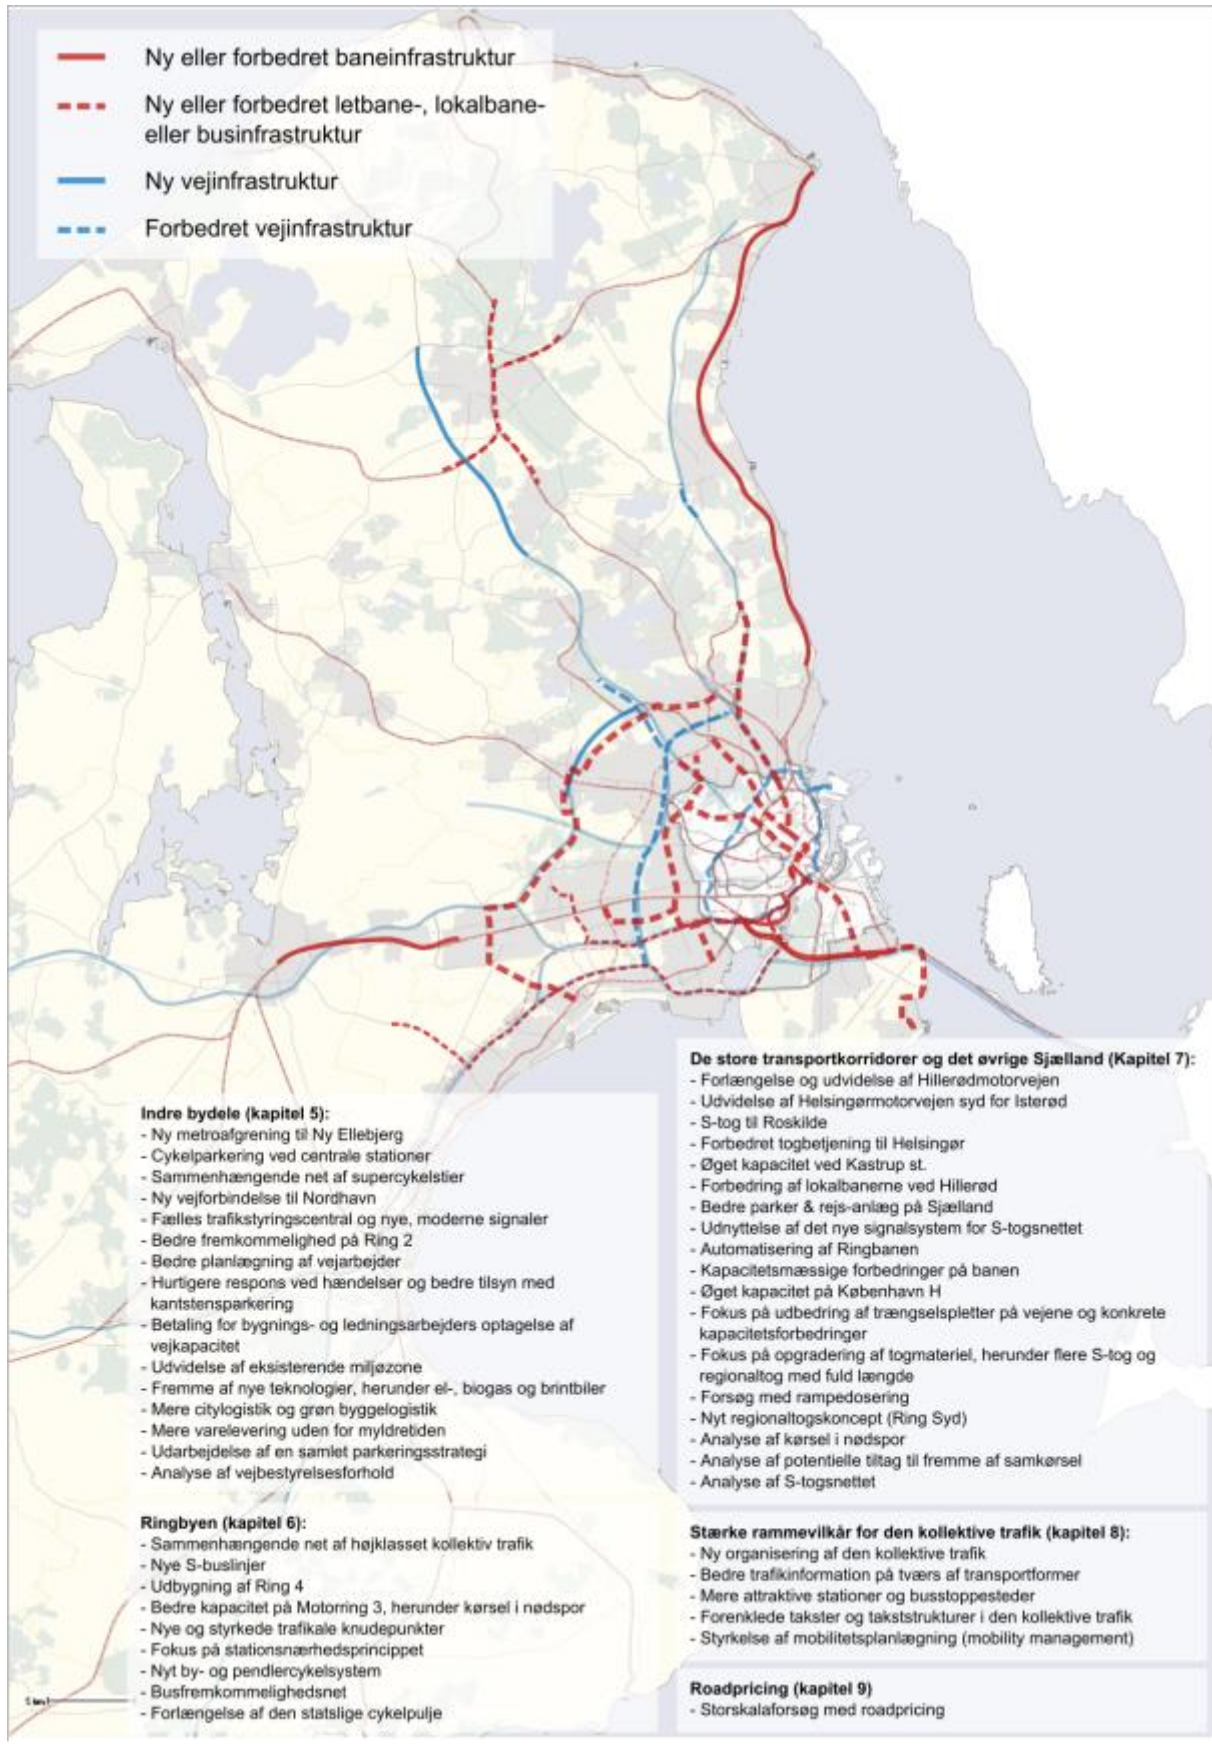 Ny eller forbedret baneinfrastruktur
Ny eller forbedret letbane-, lokalbane-
eller businfrastruktur
Ny vejinfrastruktur
Forbedret vejinfrastruktur
Indre bydele (kapitel 5):
- Ny metroafgrening til Ny Ellebjerg
- Cykelparkering ved centrale stationer
- Sammenhængende net af supercykelstier
- Ny vejforbindelse til Nordhavn
- Fælles trafikstyringscentral og nye, moderne signaler
- Bedre fremkommelighed på Ring 2
- Bedre planlægning af vejarbejder
- Hurtigere respons ved hændelser og bedre tilsyn med
kantstensparkering
- Betaling for bygnings- og ledningsarbejders optagelse af
vejkapacitet
- Udvidelse af eksisterende miljøzone
- Fremme af nye teknologier, herunder el-, biogas og brintbiler
- Mere citylogistik og grøn byggelogistik
- Mere varelevering uden for myldretiden
- Udarbejdelse af en samlet parkeringsstrategi
- Analyse af vejbestyrelsesforhold
Ringbyen (kapitel 6):
- Sammenhængende net af højklasset kollektiv trafik
- Nye S-buslinjer
- Udbygning af Ring 4
- Bedre kapacitet på Motorring 3, herunder kørsel i nødspor
- Nye og styrkede trafikale knudepunkter
- Fokus på stationsnærhedsprincippet
- Nyt by- og pendlercykelsystem
- Busfremkommelighedsnet
- Forlængelse af den statslige cykelpulje
De store transportkorridorer og det øvrige Sjælland (Kapitel 7):
- Forlængelse og udvidelse af Hillerødmotorvejen
- Udvidelse af Helsingørmotorvejen syd for Isterød
- S-tog til Roskilde
- Forbedret togbetjening til Helsingør
- Øget kapacitet ved Kastrup st.
- Forbedring af lokalbanerne ved Hillerød
- Bedre parker & rejs-anlæg på Sjælland
- Udnyttelse af det nye signalsystem for S-togsnettet
- Automatisering af Ringbanen
- Kapacitetsmæssige forbedringer på banen
- Øget kapacitet på København H
- Fokus på udbedring af trængselspletter på vejene og konkrete
kapacitetsforbedringer
- Fokus på opgradering af togmateriel, herunder flere S-tog og
regionaltog med fuld længde
- Forsøg med rampedosering
- Nyt regionaltogskoncept (Ring Syd)
- Analyse af kørsel i nødspor
- Analyse af potentielle tiltag til fremme af samkørsel
- Analyse af S-togsnettet
Stærke rammevilkår for den kollektive trafik (kapitel 8):
- Ny organisering af den kollektive trafik
- Bedre trafikinformation på tværs af transportformer
- Mere attraktive stationer og busstoppesteder
- Forenklede takster og takststrukturer i den kollektive trafik
- Styrkelse af mobilitetsplanlægning (mobility management)
Roadpricing (kapitel 9)
- Storskalaforsøg med roadpricing